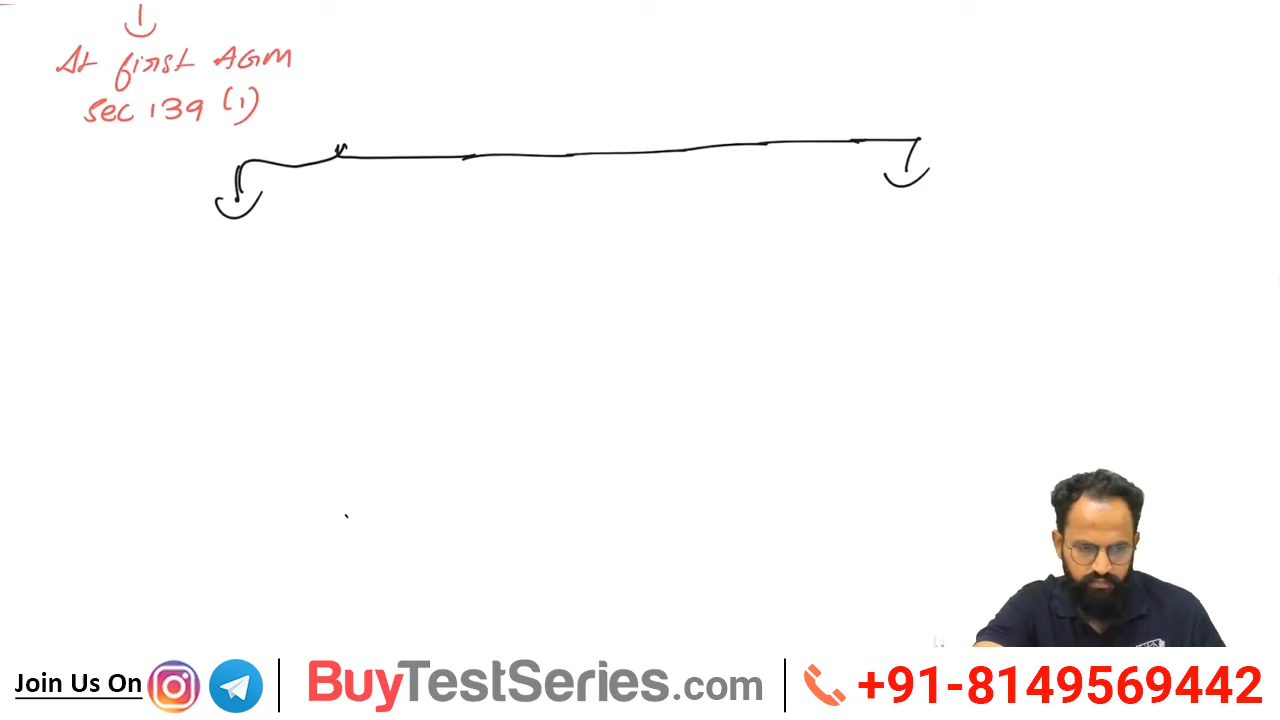 At first AGM
sec 139 (1)
Join Us On
BuyTestSeries.com
+91-8149569442